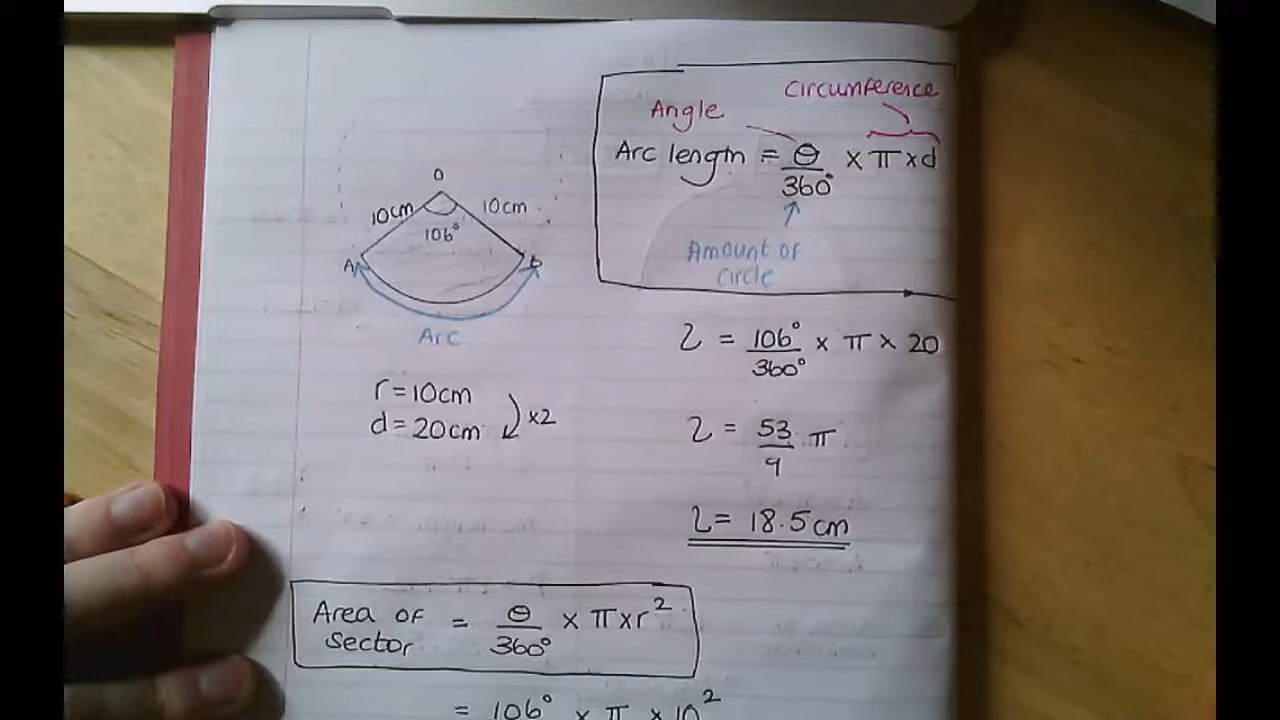 O
10cm
10cm
106°
A
B
Arc
r = 10cm
d = 20cm
×2
Angle
Circumference
Arc length = θ/360° × π × d
Amount of
circle
l = 106°/360° × π × 20
l = 53/9 π
l = 18.5cm
Area of
sector = θ/360° × π × r²
= 106° × π × 10²